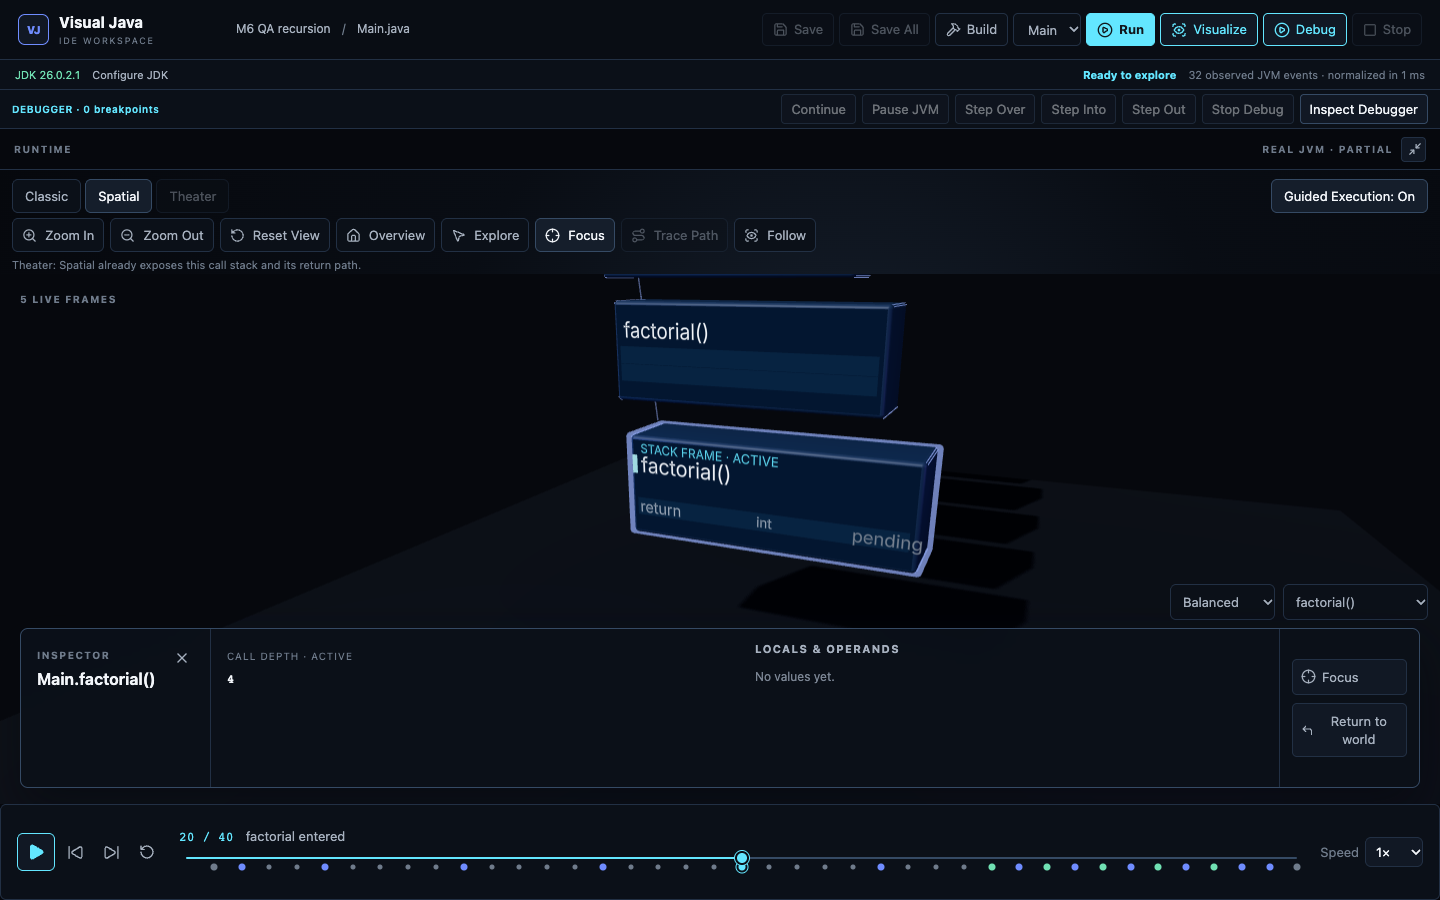 VJ
Visual Java
IDE WORKSPACE
M6 QA recursion / Main.java
Save
Save All
Build
Main
Run
Visualize
Debug
Stop
JDK 26.0.2.1 Configure JDK
Ready to explore 32 observed JVM events · normalized in 1 ms
DEBUGGER · 0 breakpoints
Continue
Pause JVM
Step Over
Step Into
Step Out
Stop Debug
Inspect Debugger
RUNTIME
REAL JVM · PARTIAL
Classic
Spatial
Theater
Guided Execution: On
Zoom In
Zoom Out
Reset View
Overview
Explore
Focus
Trace Path
Follow
Theater: Spatial already exposes this call stack and its return path.
5 LIVE FRAMES
factorial()
STACK FRAME · ACTIVE
factorial()
return int pending
Balanced
factorial()
INSPECTOR
Main.factorial()
CALL DEPTH · ACTIVE
4
LOCALS & OPERANDS
No values yet.
Focus
Return to
world
20 / 40 factorial entered
Speed 1×